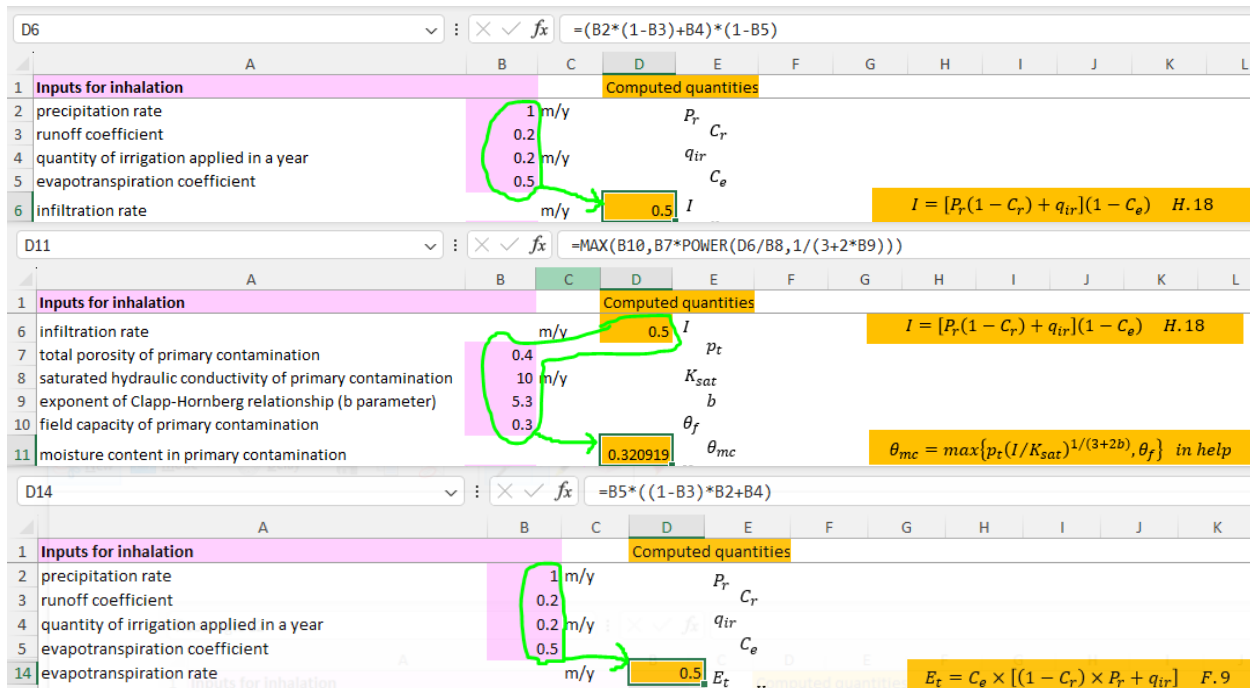 D6 fx =(B2*(1-B3)+B4)*(1-B5)
A B C D E F G H I J K L
1 Inputs for inhalation Computed quantities
2 precipitation rate 1 m/y Pr
3 runoff coefficient 0.2 Cr
4 quantity of irrigation applied in a year 0.2 m/y qir
5 evapotranspiration coefficient 0.5 Ce
6 infiltration rate m/y 0.5 I I = [Pr(1 − Cr) + qir](1 − Ce) H.18
D11 fx =MAX(B10,B7*POWER(D6/B8,1/(3+2*B9)))
A B C D E F G H I J K L
1 Inputs for inhalation Computed quantities
6 infiltration rate m/y 0.5 I I = [Pr(1 − Cr) + qir](1 − Ce) H.18
7 total porosity of primary contamination 0.4 pt
8 saturated hydraulic conductivity of primary contamination 10 m/y Ksat
9 exponent of Clapp-Hornberg relationship (b parameter) 5.3 b
10 field capacity of primary contamination 0.3 θf
11 moisture content in primary contamination 0.320919 θmc θmc = max{pt(I/Ksat)^1/(3+2b), θf} in help
D14 fx =B5*((1-B3)*B2+B4)
A B C D E F G H I J K
1 Inputs for inhalation Computed quantities
2 precipitation rate 1 m/y Pr
3 runoff coefficient 0.2 Cr
4 quantity of irrigation applied in a year 0.2 m/y qir
5 evapotranspiration coefficient 0.5 Ce
14 evapotranspiration rate m/y 0.5 Et Et = Ce × [(1 − Cr) × Pr + qir] F.9